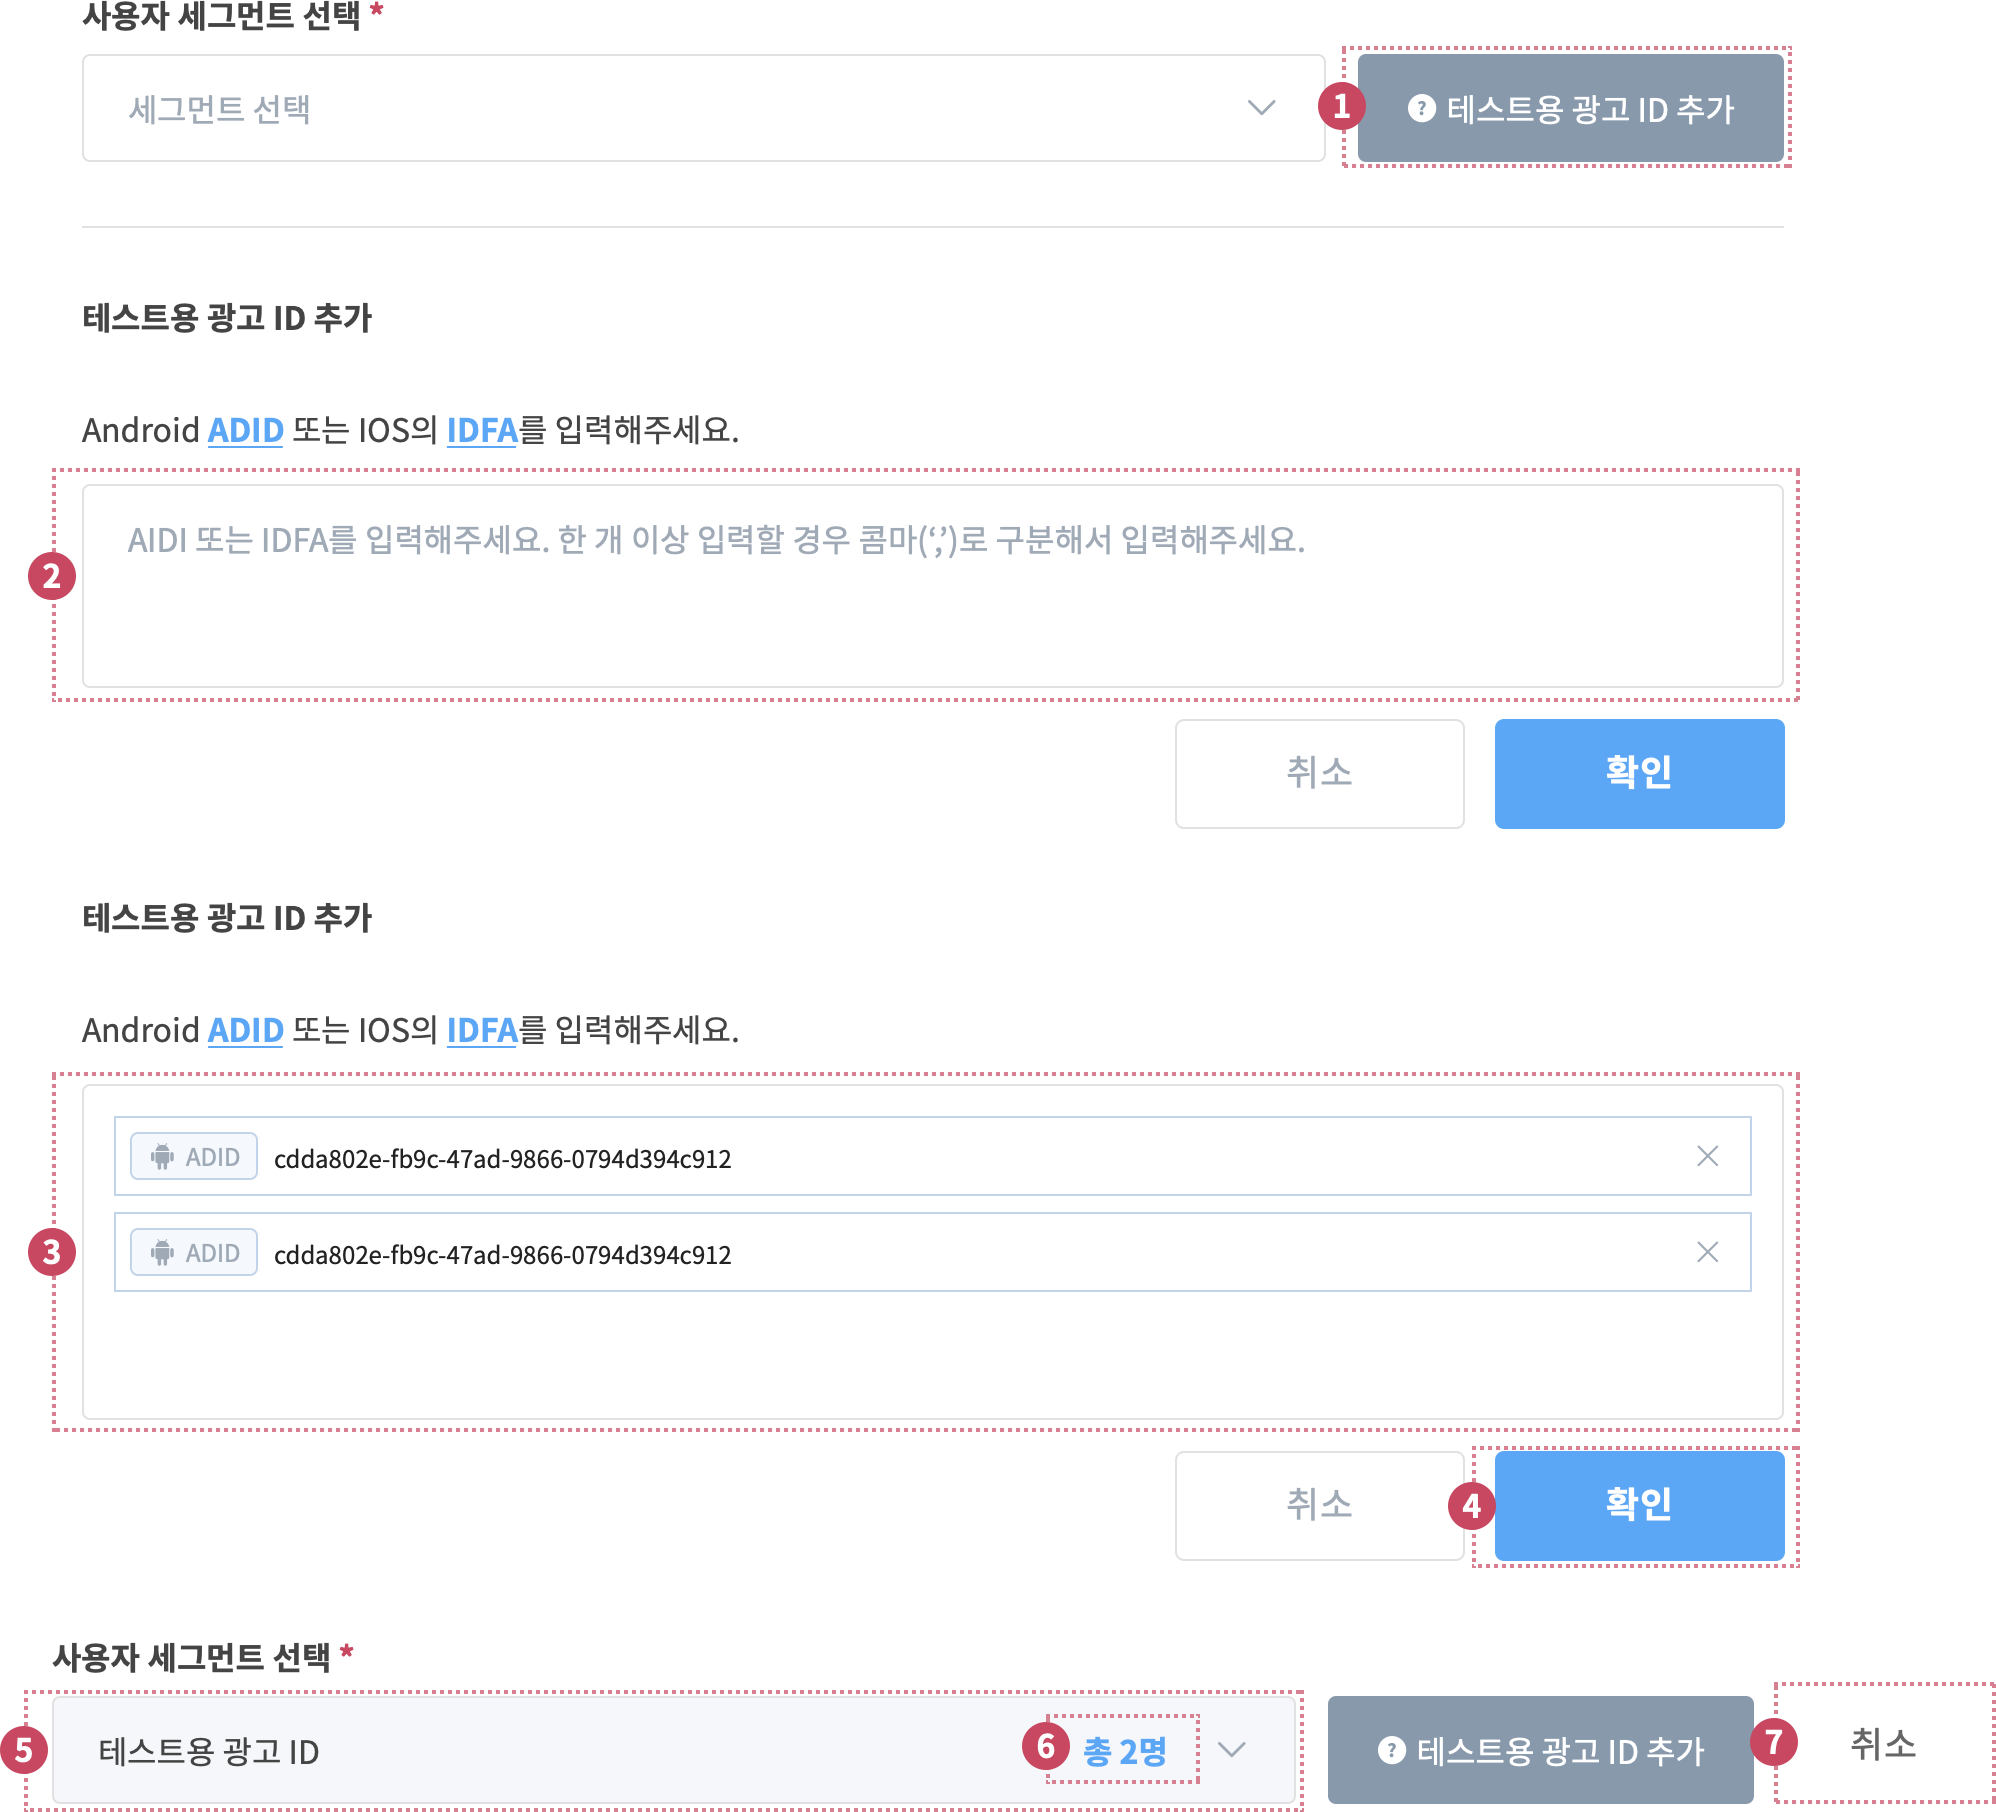 사용자 세그먼트 선택 *
세그먼트 선택
1
? 테스트용 광고 ID 추가
테스트용 광고 ID 추가
Android ADID 또는 IOS의 IDFA를 입력해주세요.
2
AIDI 또는 IDFA를 입력해주세요. 한 개 이상 입력할 경우 콤마(‘,’)로 구분해서 입력해주세요.
취소
확인
테스트용 광고 ID 추가
Android ADID 또는 IOS의 IDFA를 입력해주세요.
3
ADID cdda802e-fb9c-47ad-9866-0794d394c912
ADID cdda802e-fb9c-47ad-9866-0794d394c912
취소
4
확인
사용자 세그먼트 선택 *
5
테스트용 광고 ID
6
총 2명
? 테스트용 광고 ID 추가
7
취소